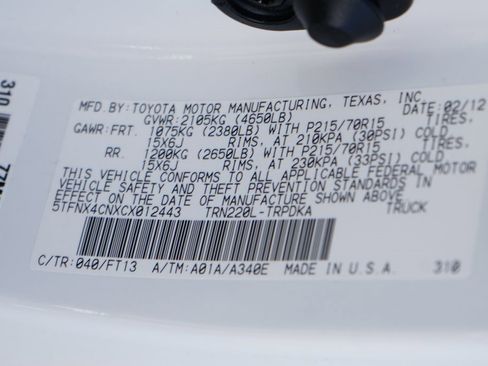 MFD.BY:TOYOTA MOTOR MANUFACTURING, TEXAS, INC.
GVWR:2105KG (4650LB) DATE:02/12
GAWR:FRT. 1075KG (2380LB) WITH P215/70R15 TIRES,
15X6J RIMS, AT 210KPA (30PSI) COLD
RR. 1200KG (2650LB) WITH P215/70R15 TIRES,
15X6J RIMS, AT 230KPA (33PSI) COLD
THIS VEHICLE CONFORMS TO ALL APPLICABLE FEDERAL MOTOR
VEHICLE SAFETY AND THEFT PREVENTION STANDARDS IN
EFFECT ON THE DATE OF MANUFACTURE SHOWN ABOVE.
5TFNX4CNXCX012443 TRN220L-TRPDKA TRUCK
C/TR:040/FT13 A/TM:A01A/A340E MADE IN U.S.A. 310
310